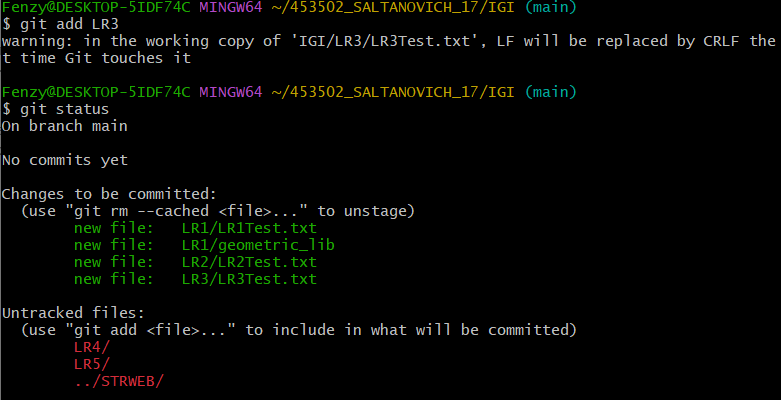 Fenzy@DESKTOP-5IDF74C MINGW64 ~/453502_SALTANOVICH_17/IGI (main)
$ git add LR3
warning: in the working copy of 'IGI/LR3/LR3Test.txt', LF will be replaced by CRLF the
t time Git touches it
Fenzy@DESKTOP-5IDF74C MINGW64 ~/453502_SALTANOVICH_17/IGI (main)
$ git status
On branch main
No commits yet
Changes to be committed:
(use "git rm --cached <file>..." to unstage)
new file: LR1/LR1Test.txt
new file: LR1/geometric_lib
new file: LR2/LR2Test.txt
new file: LR3/LR3Test.txt
Untracked files:
(use "git add <file>..." to include in what will be committed)
LR4/
LR5/
../STRWEB/